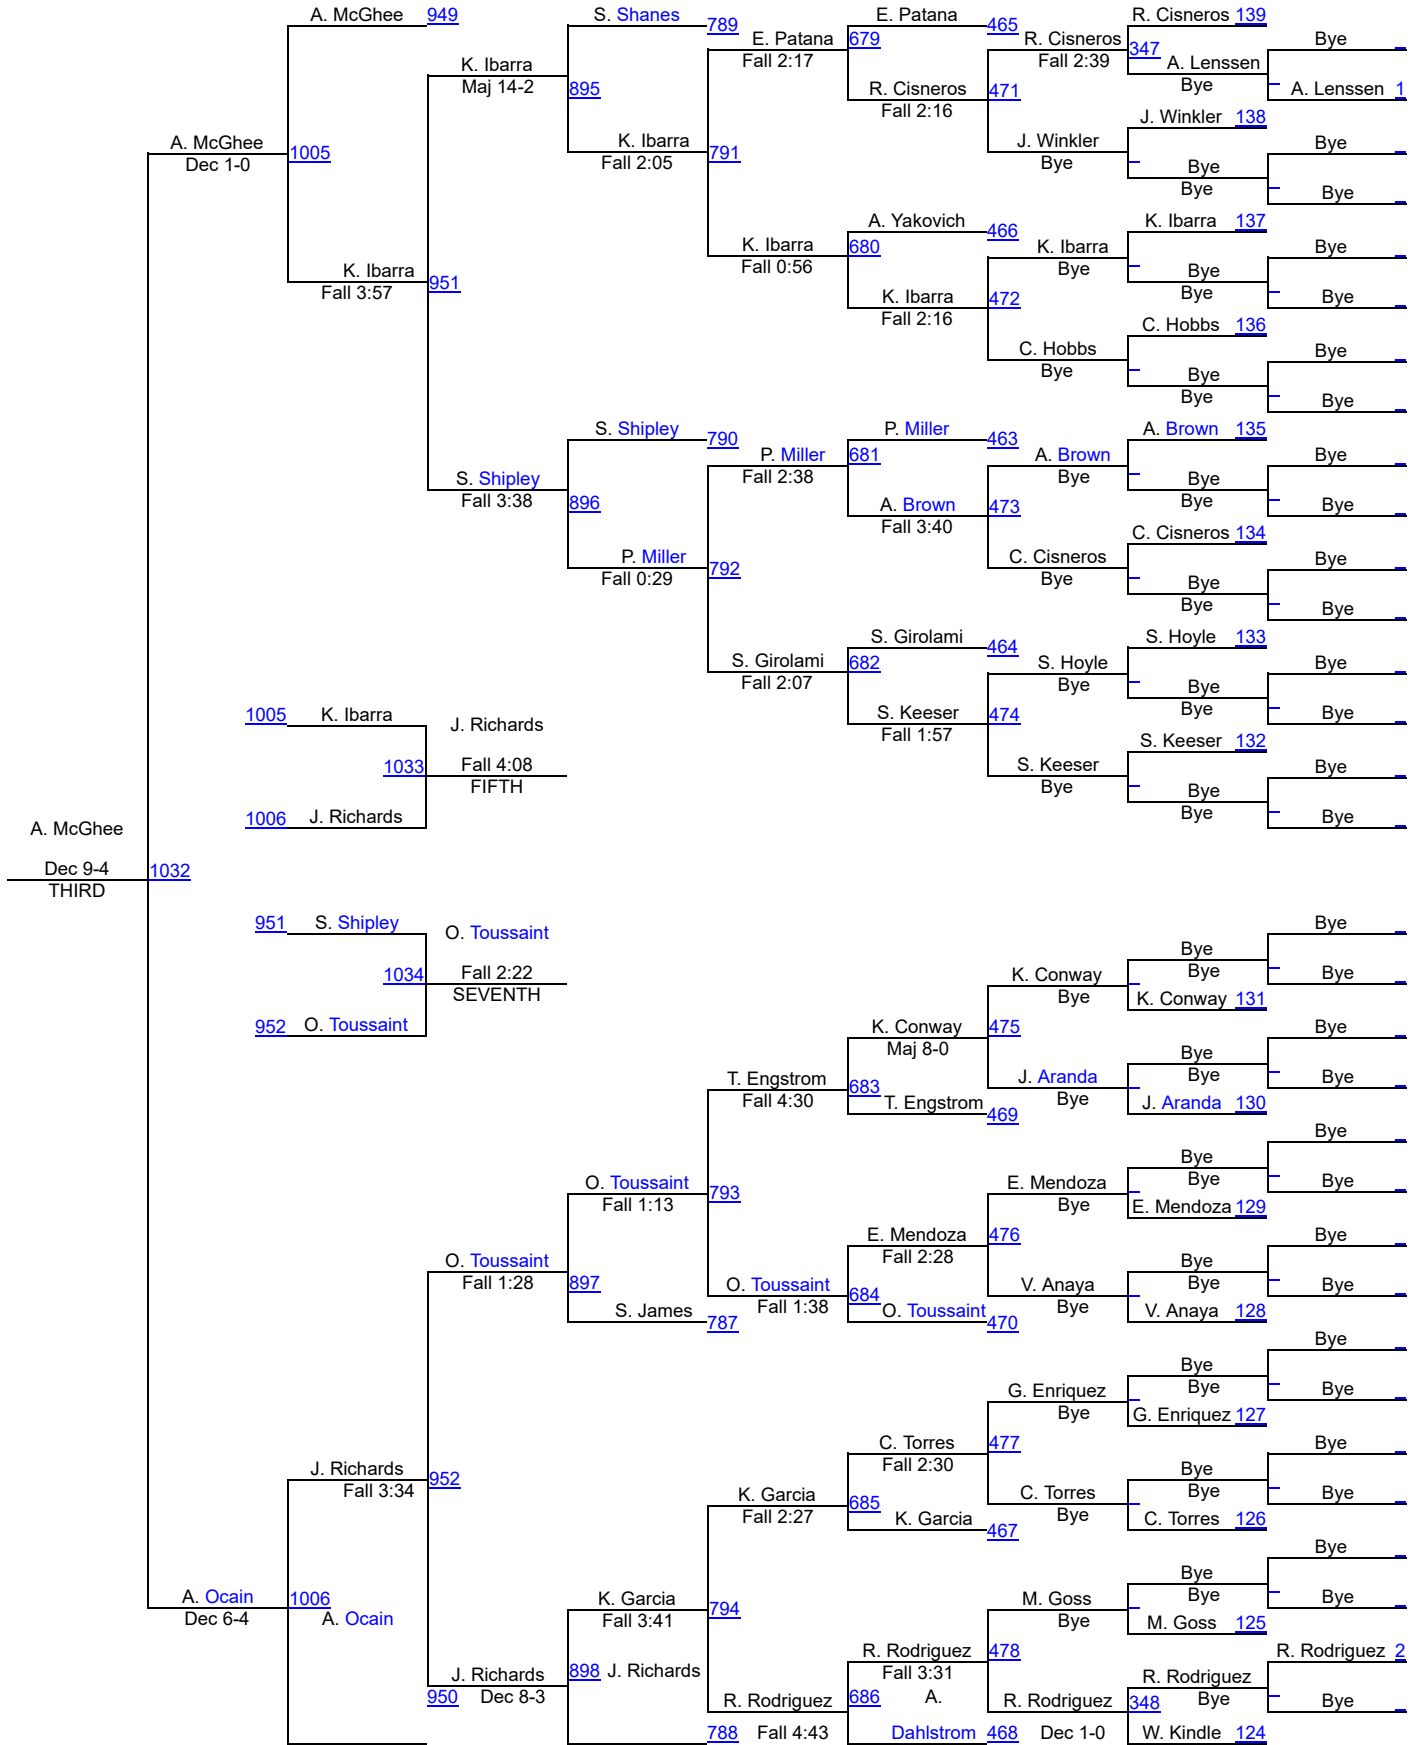 A. McGhee 949
S. Shanes 789
E. Patana 465
R. Cisneros 139
E. Patana 679
Fall 2:17
R. Cisneros 347
Fall 2:39
Bye
K. Ibarra
Maj 14-2
895
A. Lenssen
Bye
R. Cisneros 471
Fall 2:16
A. Lenssen 1
J. Winkler 138
A. McGhee 1005
Dec 1-0
K. Ibarra 791
Fall 2:05
J. Winkler
Bye
Bye
Bye
Bye
Bye
A. Yakovich 466
K. Ibarra 137
K. Ibarra 680
Fall 0:56
K. Ibarra
Bye
Bye
K. Ibarra 951
Fall 3:57
Bye
Bye
K. Ibarra 472
Fall 2:16
Bye
C. Hobbs 136
C. Hobbs
Bye
Bye
Bye
Bye
Bye
S. Shipley 790
P. Miller 463
A. Brown 135
P. Miller 681
Fall 2:38
A. Brown
Bye
Bye
S. Shipley 896
Fall 3:38
Bye
Bye
A. Brown 473
Fall 3:40
Bye
C. Cisneros 134
P. Miller 792
Fall 0:29
C. Cisneros
Bye
Bye
Bye
Bye
Bye
S. Girolami 464
S. Hoyle 133
S. Girolami 682
Fall 2:07
S. Hoyle
Bye
Bye
Bye
Bye
1005 K. Ibarra
J. Richards
S. Keeser 474
Fall 1:57
Bye
S. Keeser 132
1033 Fall 4:08
FIFTH
S. Keeser
Bye
Bye
Bye
Bye
1006 J. Richards
Bye
A. McGhee
Dec 9-4 1032
THIRD
951 S. Shipley
O. Toussaint
Bye
1034 Fall 2:22
SEVENTH
K. Conway
Bye
Bye
Bye
Bye
K. Conway 131
952 O. Toussaint
K. Conway 475
Maj 8-0
Bye
T. Engstrom 683
Fall 4:30
J. Aranda
Bye
Bye
Bye
Bye
T. Engstrom 469
J. Aranda 130
Bye
O. Toussaint 793
Fall 1:13
E. Mendoza
Bye
Bye
Bye
Bye
E. Mendoza 129
E. Mendoza 476
Fall 2:28
Bye
O. Toussaint 897
Fall 1:28
O. Toussaint 684
Fall 1:38
V. Anaya
Bye
Bye
Bye
Bye
S. James 787
O. Toussaint 470
V. Anaya 128
Bye
G. Enriquez
Bye
Bye
Bye
Bye
G. Enriquez 127
C. Torres 477
Fall 2:30
Bye
J. Richards 952
Fall 3:34
K. Garcia 685
Fall 2:27
C. Torres
Bye
Bye
Bye
Bye
K. Garcia 467
C. Torres 126
Bye
A. Ocain 1006
Dec 6-4
A. Ocain
K. Garcia 794
Fall 3:41
M. Goss
Bye
Bye
Bye
Bye
M. Goss 125
R. Rodriguez 478
Fall 3:31
R. Rodriguez 2
J. Richards 898 J. Richards
950 Dec 8-3
R. Rodriguez 686
A.
R. Rodriguez 348
R. Rodriguez
Bye
Bye
788 Fall 4:43
Dahlstrom 468
Dec 1-0
W. Kindle 124